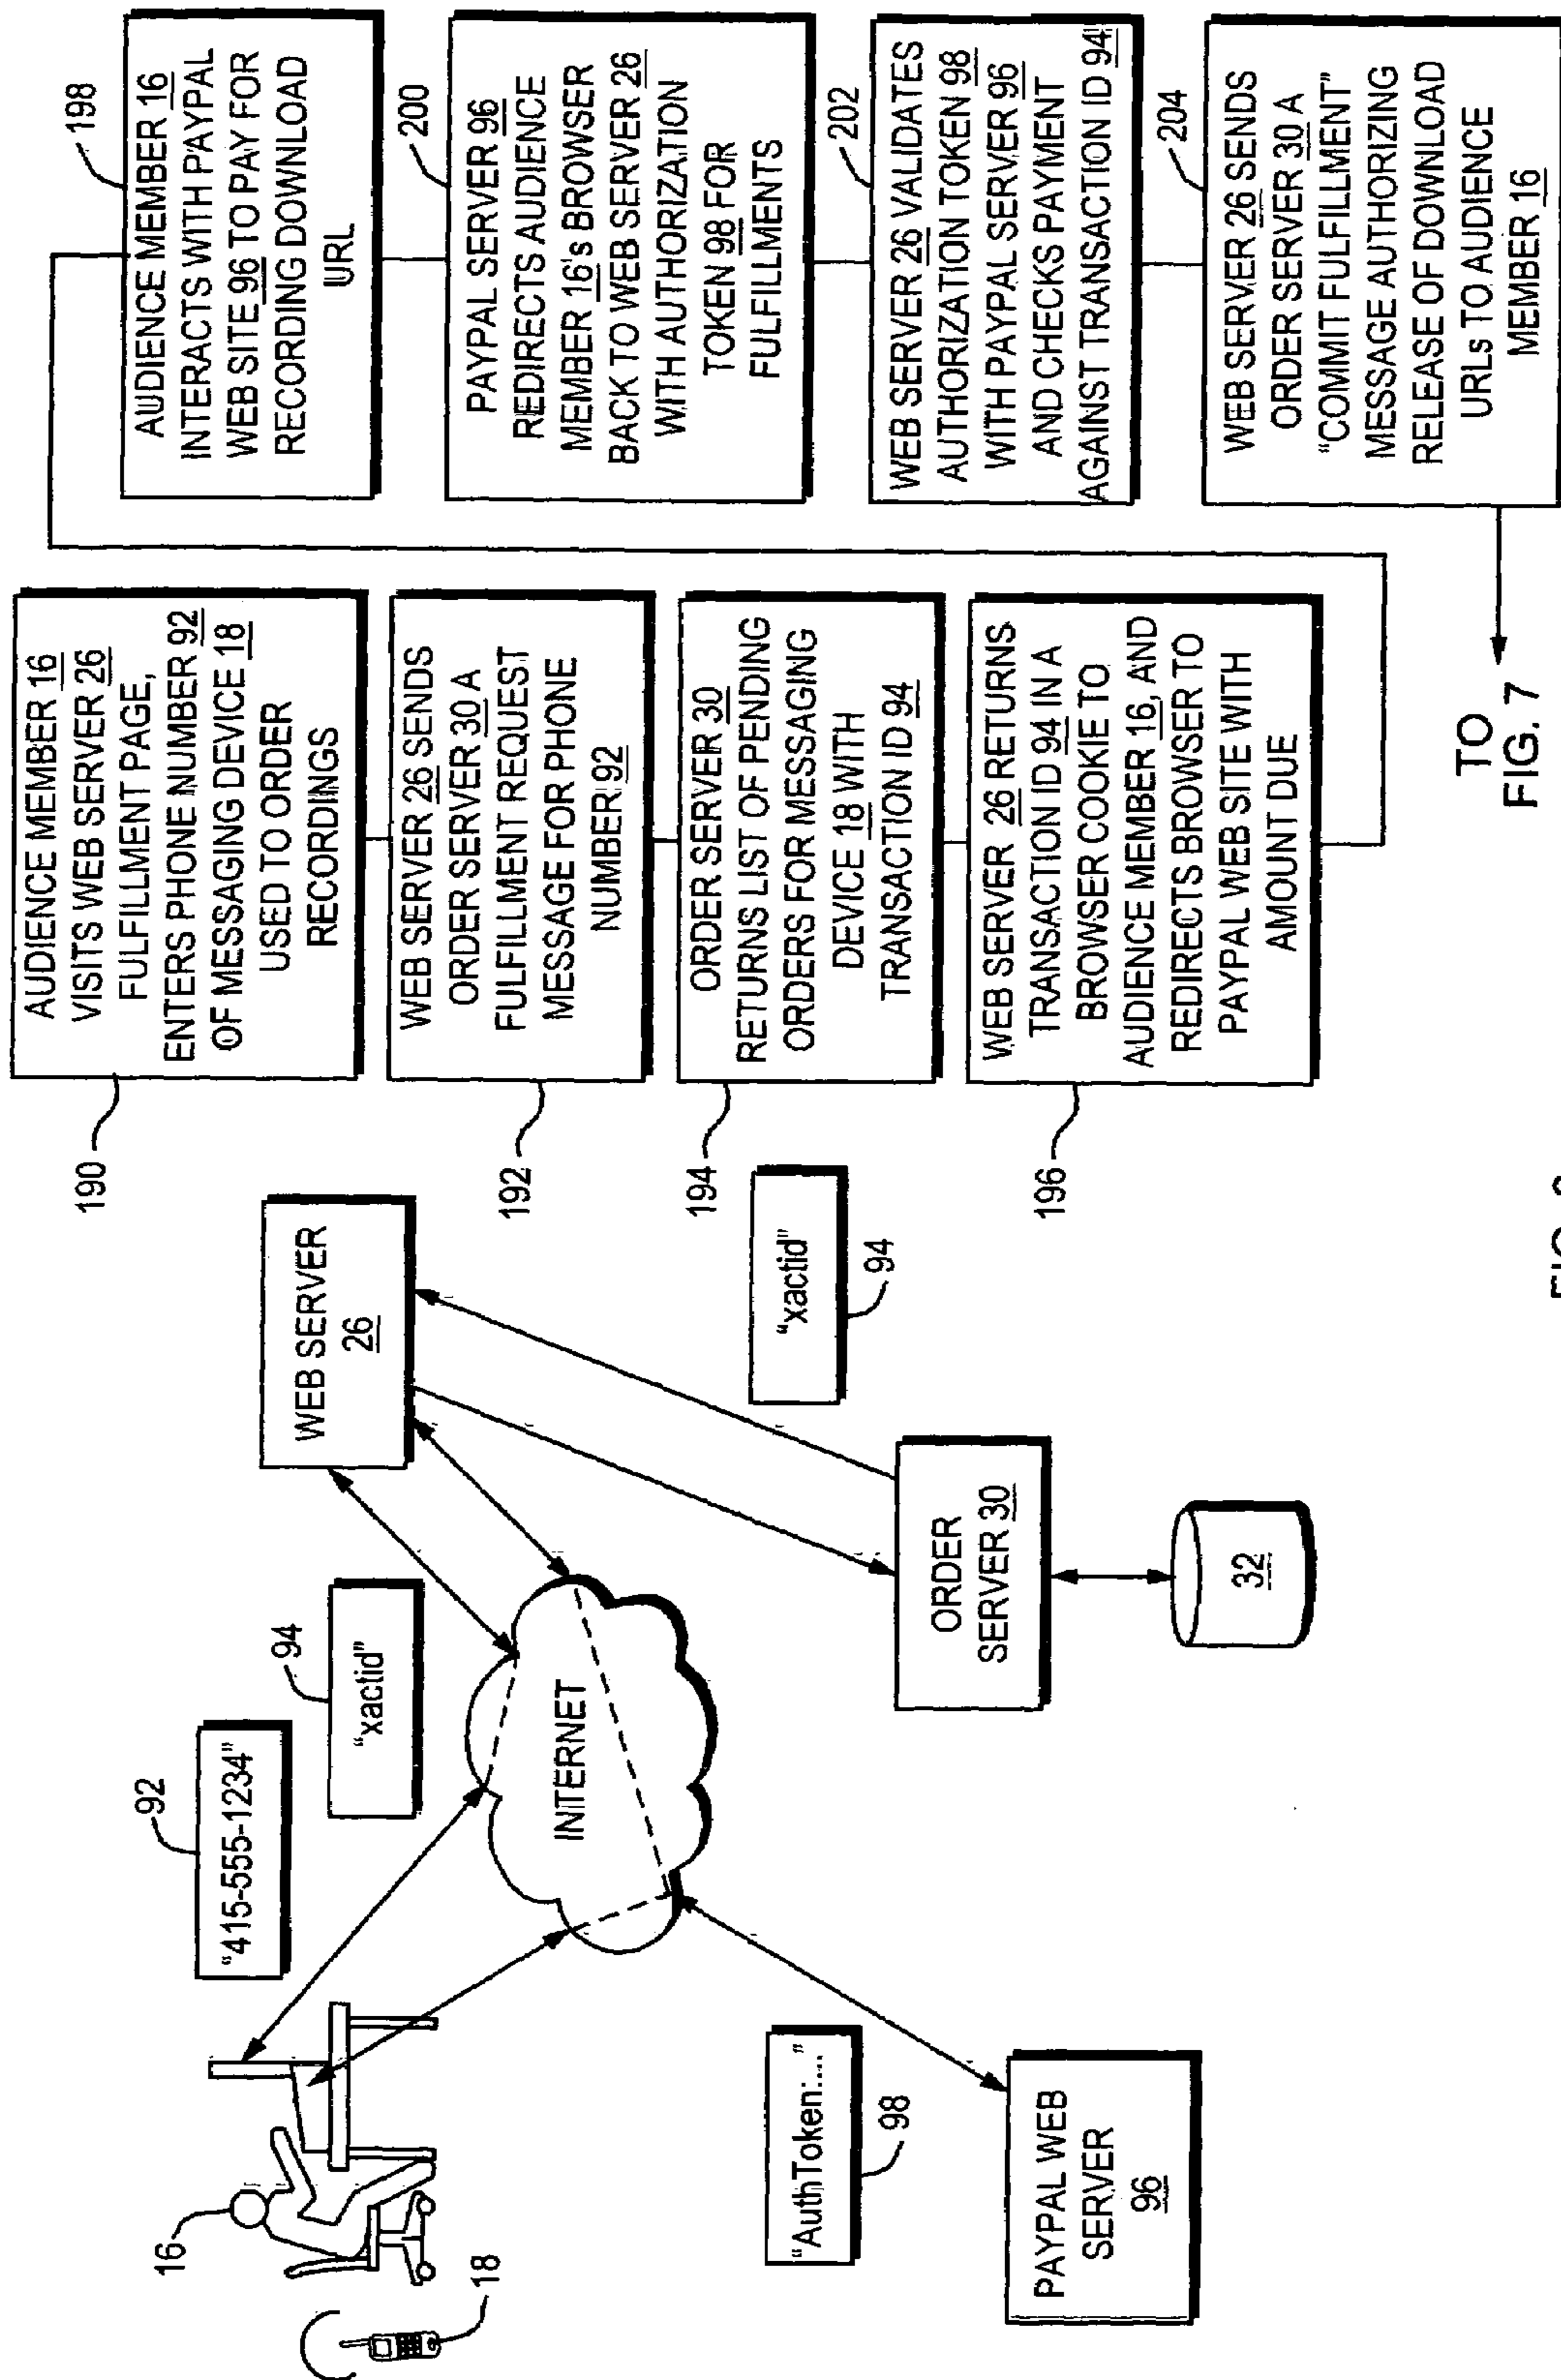 16
18
92
"415-555-1234"
94
"xactid"
WEB SERVER
26
INTERNET
"AuthToken:..."
98
PAYPAL WEB
SERVER
96
ORDER
SERVER 30
32
"xactid"
94
190
AUDIENCE MEMBER 16
VISITS WEB SERVER 26
FULFILLMENT PAGE,
ENTERS PHONE NUMBER 92
OF MESSAGING DEVICE 18
USED TO ORDER
RECORDINGS
192
WEB SERVER 26 SENDS
ORDER SERVER 30 A
FULFILLMENT REQUEST
MESSAGE FOR PHONE
NUMBER 92
194
ORDER SERVER 30
RETURNS LIST OF PENDING
ORDERS FOR MESSAGING
DEVICE 18 WITH
TRANSACTION ID 94
196
WEB SERVER 26 RETURNS
TRANSACTION ID 94 IN A
BROWSER COOKIE TO
AUDIENCE MEMBER 16, AND
REDIRECTS BROWSER TO
PAYPAL WEB SITE WITH
AMOUNT DUE
198
AUDIENCE MEMBER 16
INTERACTS WITH PAYPAL
WEB SITE 96 TO PAY FOR
RECORDING DOWNLOAD
URL
200
PAYPAL SERVER 96
REDIRECTS AUDIENCE
MEMBER 16's BROWSER
BACK TO WEB SERVER 26
WITH AUTHORIZATION
TOKEN 98 FOR
FULFILLMENTS
202
WEB SERVER 26 VALIDATES
AUTHORIZATION TOKEN 98
WITH PAYPAL SERVER 96
AND CHECKS PAYMENT
AGAINST TRANSACTION ID 94
204
WEB SERVER 26 SENDS
ORDER SERVER 30 A
"COMMIT FULFILLMENT"
MESSAGE AUTHORIZING
RELEASE OF DOWNLOAD
URLs TO AUDIENCE
MEMBER 16
TO
FIG. 7
FIG.